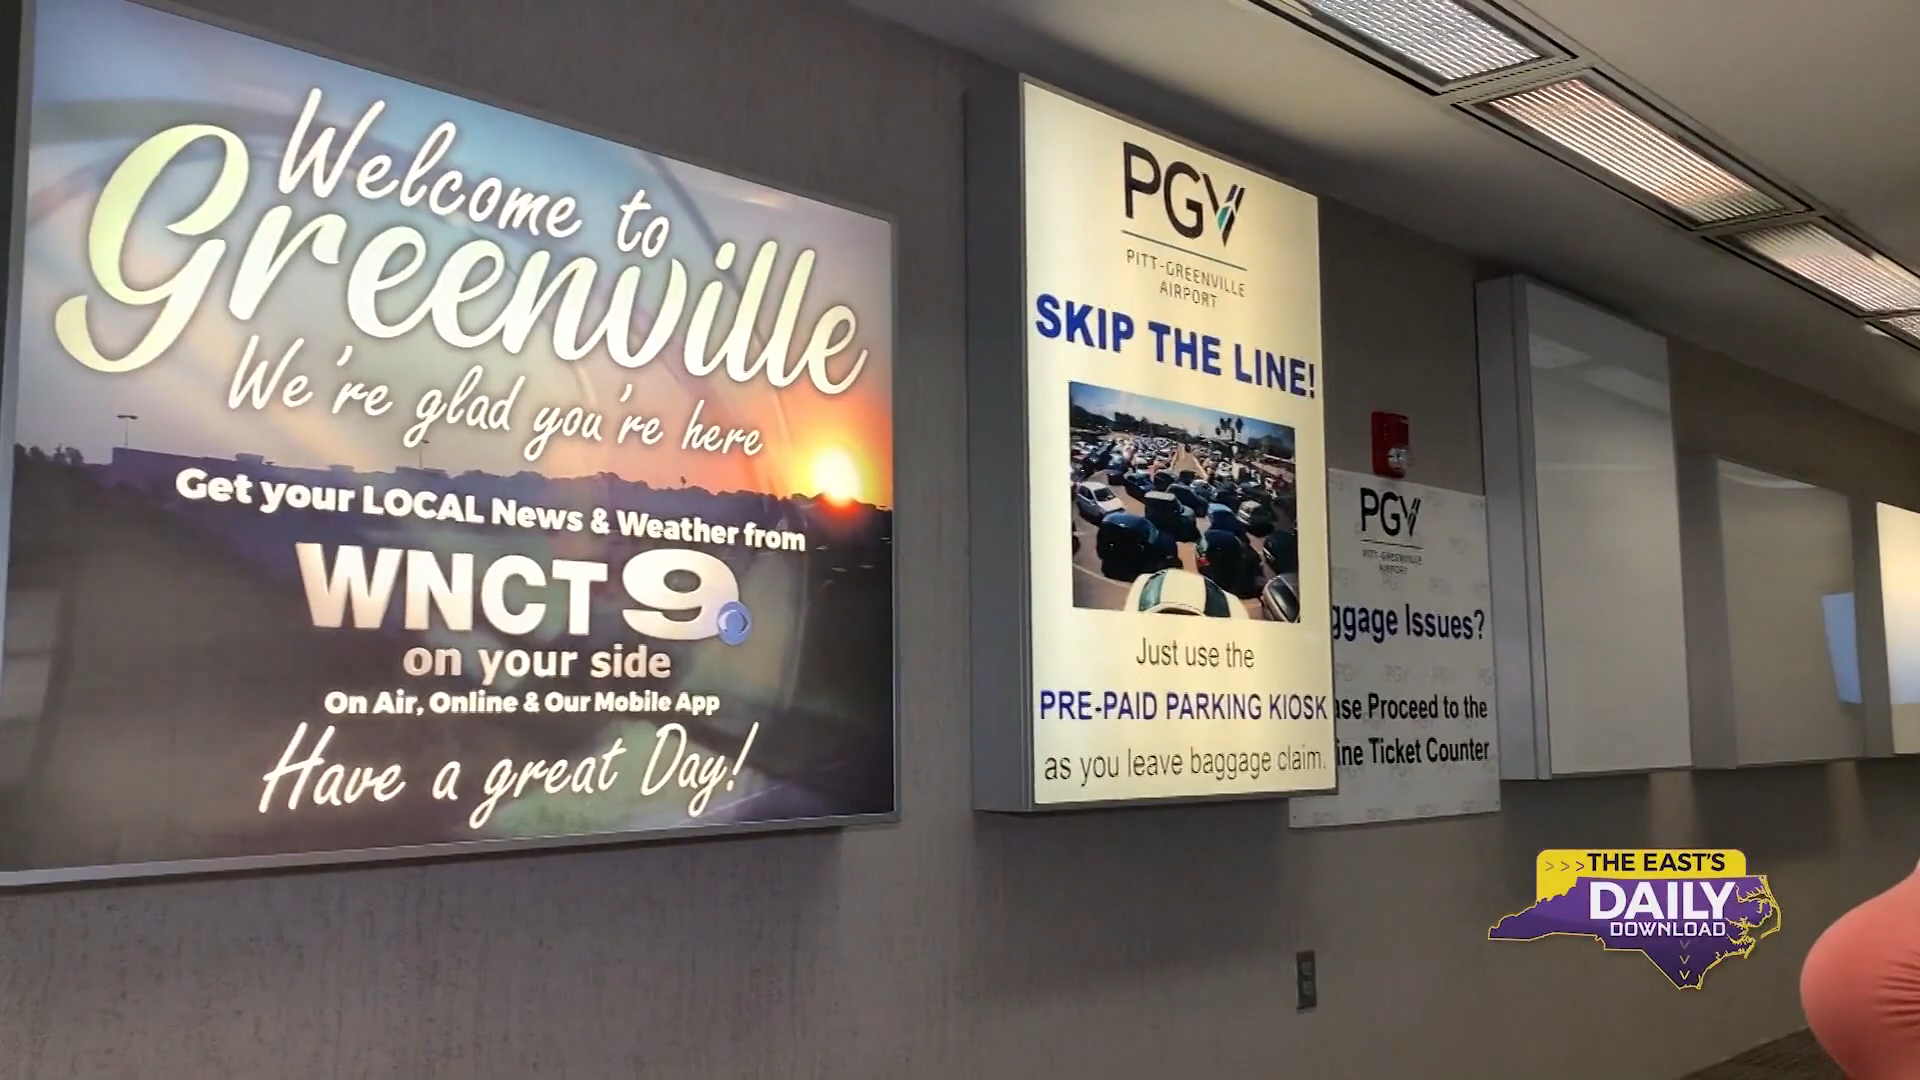 Welcome to
Greenville
We're glad you're here
Get your LOCAL News & Weather from
WNCT 9
on your side
On Air, Online & Our Mobile App
Have a great Day!
PGV
PITT-GREENVILLE
AIRPORT
SKIP THE LINE!
Just use the
PRE-PAID PARKING KIOSK
as you leave baggage claim.
PGV
PITT-GREENVILLE
AIRPORT
ggage Issues?
ase Proceed to the
ine Ticket Counter
>>> THE EAST'S
DAILY
DOWNLOAD